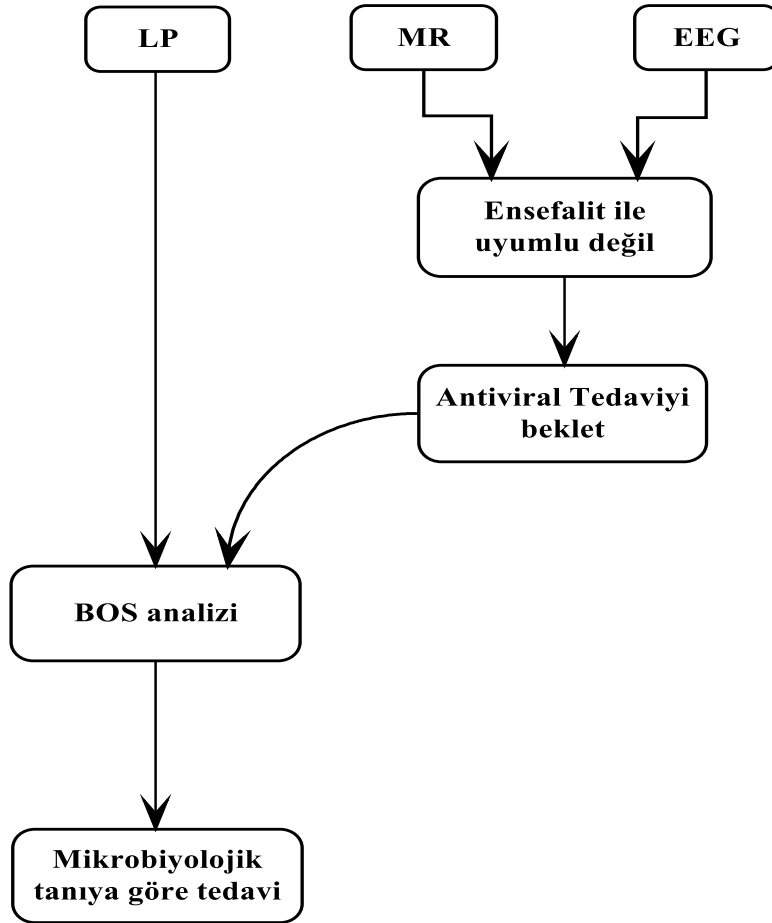 LP
MR
EEG
Ensefalit ile
uyumlu değil
Antiviral Tedaviyi
beklet
BOS analizi
Mikrobiyolojik
tanıya göre tedavi